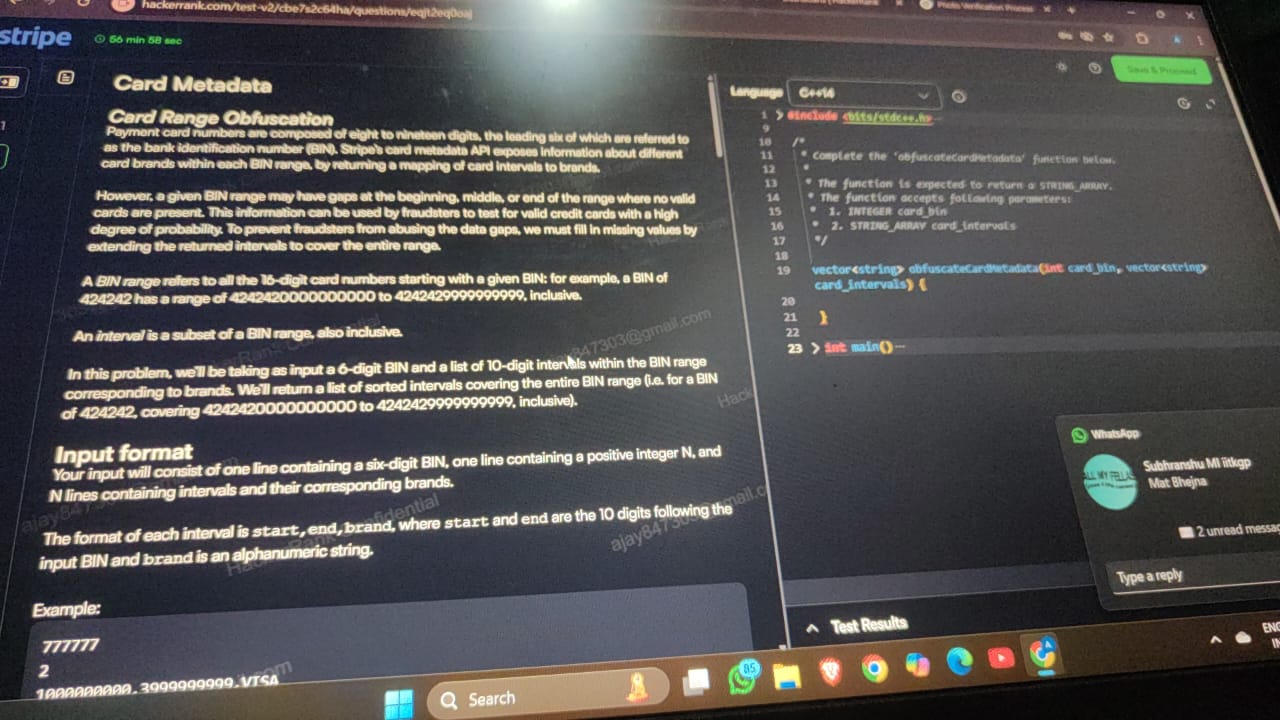 hackerrank.com/test-v2/cbe7s2c64ha/questions/eqjt2eq0oaj
Photo Verification Process
stripe
56 min 58 sec
Card Metadata
Card Range Obfuscation
Payment card numbers are composed of eight to nineteen digits, the leading six of which are referred to
as the bank identification number (BIN). Stripe's card metadata API exposes information about different
card brands within each BIN range, by returning a mapping of card intervals to brands.
However, a given BIN range may have gaps at the beginning, middle, or end of the range where no valid
cards are present. This information can be used by fraudsters to test for valid credit cards with a high
degree of probability. To prevent fraudsters from abusing the data gaps, we must fill in missing values by
extending the returned intervals to cover the entire range.
A BIN range refers to all the 16-digit card numbers starting with a given BIN: for example, a BIN of
424242 has a range of 4242420000000000 to 4242429999999999, inclusive.
An interval is a subset of a BIN range, also inclusive.
In this problem, we'll be taking as input a 6-digit BIN and a list of 10-digit intervals within the BIN range
corresponding to brands. We'll return a list of sorted intervals covering the entire BIN range (i.e. for a BIN
of 424242, covering 4242420000000000 to 4242429999999999, inclusive).
Input format
Your input will consist of one line containing a six-digit BIN, one line containing a positive integer N, and
N lines containing intervals and their corresponding brands.
The format of each interval is start,end,brand, where start and end are the 10 digits following the
input BIN and brand is an alphanumeric string.
Example:
777777
2
1000000000,3999999999,VISA
Language
C++14
Save & Proceed
1 #include <bits/stdc++.h>
9
10 /*
11 * Complete the 'obfuscateCardMetadata' function below.
12 *
13 * The function is expected to return a STRING_ARRAY.
14 * The function accepts following parameters:
15 * 1. INTEGER card_bin
16 * 2. STRING_ARRAY card_intervals
17 */
18
19 vector<string> obfuscateCardMetadata(int card_bin, vector<string>
card_intervals) {
20
21 }
22
23 int main()
WhatsApp
ALL MY FELLAS
Subhranshu Ml iitkgp
Mat Bhejna
2 unread messag
Type a reply
Test Results
Search
85
ENG
IN